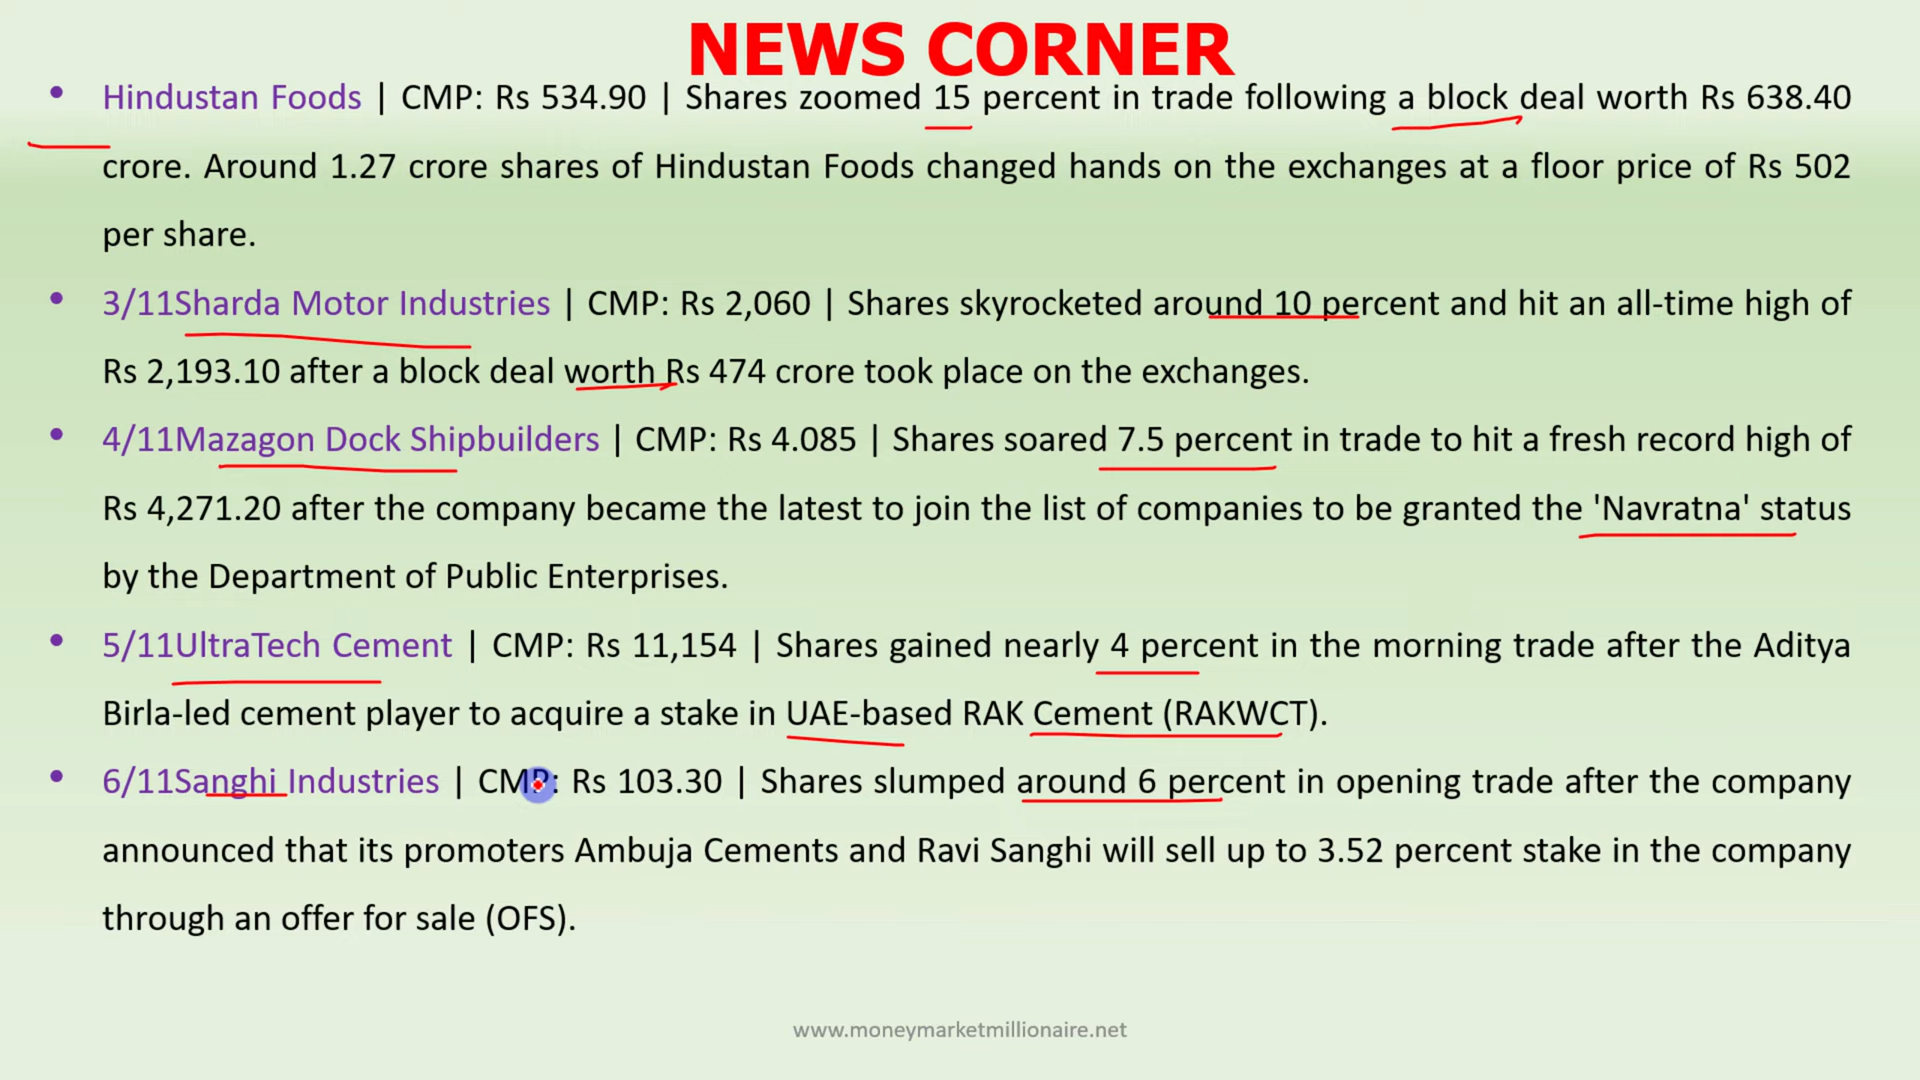 NEWS CORNER
• Hindustan Foods | CMP: Rs 534.90 | Shares zoomed 15 percent in trade following a block deal worth Rs 638.40
crore. Around 1.27 crore shares of Hindustan Foods changed hands on the exchanges at a floor price of Rs 502
per share.
• 3/11Sharda Motor Industries | CMP: Rs 2,060 | Shares skyrocketed around 10 percent and hit an all-time high of
Rs 2,193.10 after a block deal worth Rs 474 crore took place on the exchanges.
• 4/11Mazagon Dock Shipbuilders | CMP: Rs 4.085 | Shares soared 7.5 percent in trade to hit a fresh record high of
Rs 4,271.20 after the company became the latest to join the list of companies to be granted the 'Navratna' status
by the Department of Public Enterprises.
• 5/11UltraTech Cement | CMP: Rs 11,154 | Shares gained nearly 4 percent in the morning trade after the Aditya
Birla-led cement player to acquire a stake in UAE-based RAK Cement (RAKWCT).
• 6/11Sanghi Industries | CMP: Rs 103.30 | Shares slumped around 6 percent in opening trade after the company
announced that its promoters Ambuja Cements and Ravi Sanghi will sell up to 3.52 percent stake in the company
through an offer for sale (OFS).
www.moneymarketmillionaire.net